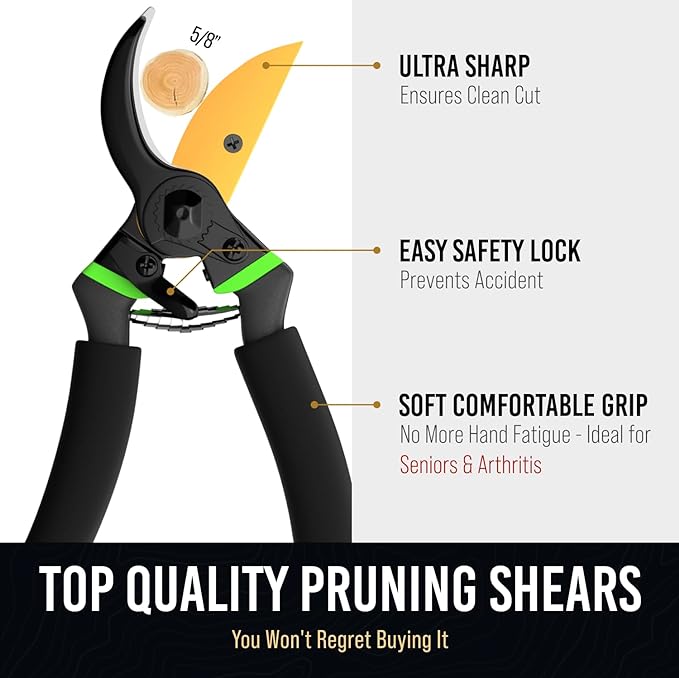 5/8"
ULTRA SHARP
Ensures Clean Cut
EASY SAFETY LOCK
Prevents Accident
SOFT COMFORTABLE GRIP
No More Hand Fatigue - Ideal for
Seniors & Arthritis
TOP QUALITY PRUNING SHEARS
You Won't Regret Buying It